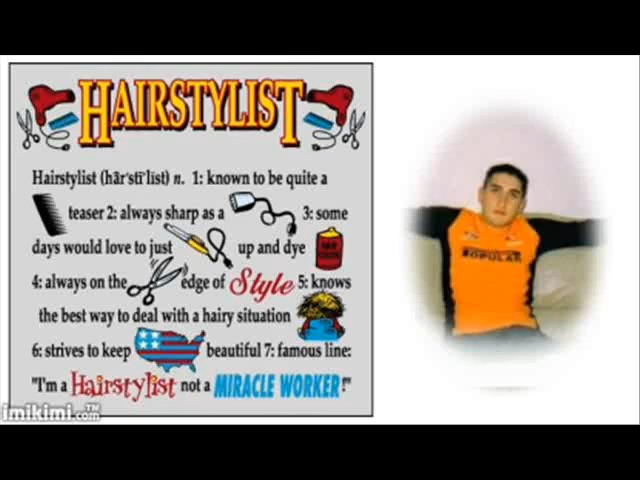 HAIRSTYLIST
Hairstylist (hār'stī'līst) n. 1: known to be quite a
teaser 2: always sharp as a 3: some
days would love to just up and dye
4: always on the edge of Style 5: knows
the best way to deal with a hairy situation
6: strives to keep beautiful 7: famous line:
"I'm a Hairstylist not a MIRACLE WORKER!"
POPULAR
imikimi.com™